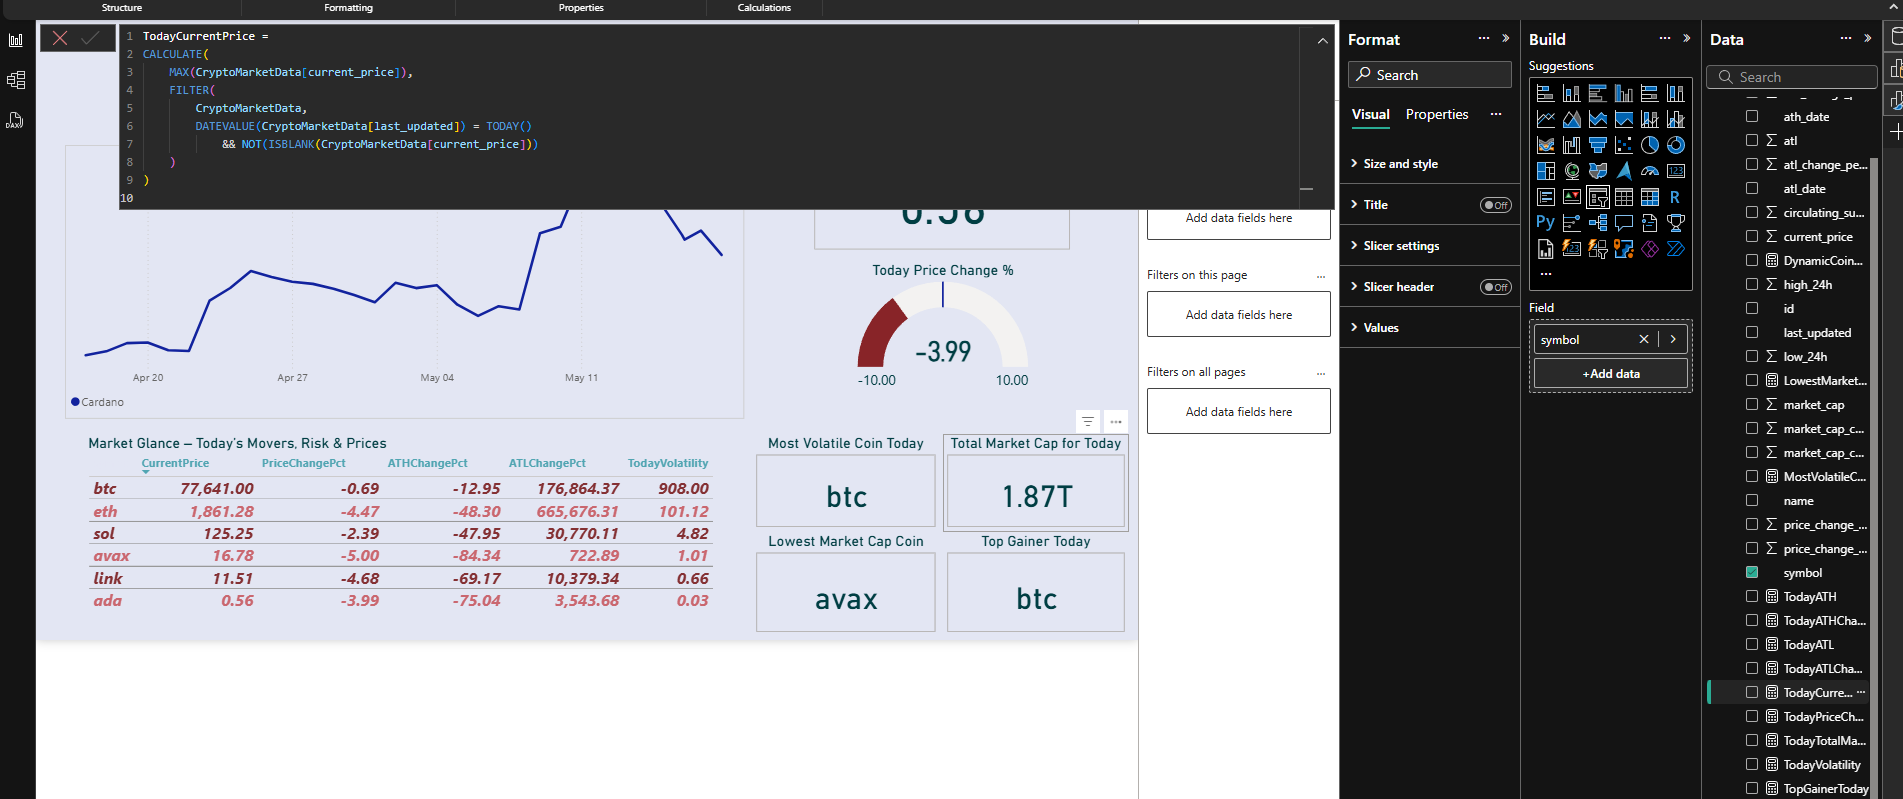 Structure
Formatting
Properties
Calculations
1 TodayCurrentPrice =
2 CALCULATE(
3 MAX(CryptoMarketData[current_price]),
4 FILTER(
5 CryptoMarketData,
6 DATEVALUE(CryptoMarketData[last_updated]) = TODAY()
7 && NOT(ISBLANK(CryptoMarketData[current_price]))
8 )
9 )
10
0.56
Today Price Change %
-3.99
-10.00
10.00
Apr 20
Apr 27
May 04
May 11
Cardano
Market Glance – Today's Movers, Risk & Prices
CurrentPrice PriceChangePct ATHChangePct ATLChangePct TodayVolatility
btc 77,641.00 -0.69 -12.95 176,864.37 908.00
eth 1,861.28 -4.47 -48.30 665,676.31 101.12
sol 125.25 -2.39 -47.95 30,770.11 4.82
avax 16.78 -5.00 -84.34 722.89 1.01
link 11.51 -4.68 -69.17 10,379.34 0.66
ada 0.56 -3.99 -75.04 3,543.68 0.03
Most Volatile Coin Today
btc
Total Market Cap for Today
1.87T
Lowest Market Cap Coin
avax
Top Gainer Today
btc
Add data fields here
Filters on this page
...
Add data fields here
Filters on all pages
...
Add data fields here
Format
Search
Visual
Properties
Size and style
Title
Off
Slicer settings
Slicer header
Off
Values
Build
Suggestions
123
R
Py
123
...
Field
symbol
+Add data
Data
Search
ath_date
atl
atl_change_pe...
atl_date
circulating_su...
current_price
DynamicCoin...
high_24h
id
last_updated
low_24h
LowestMarket...
market_cap
market_cap_c...
market_cap_c...
MostVolatileC...
name
price_change_...
price_change_...
symbol
TodayATH
TodayATHCha...
TodayATL
TodayATLCha...
TodayCurre...
TodayPriceCh...
TodayTotalMa...
TodayVolatility
TopGainerToday